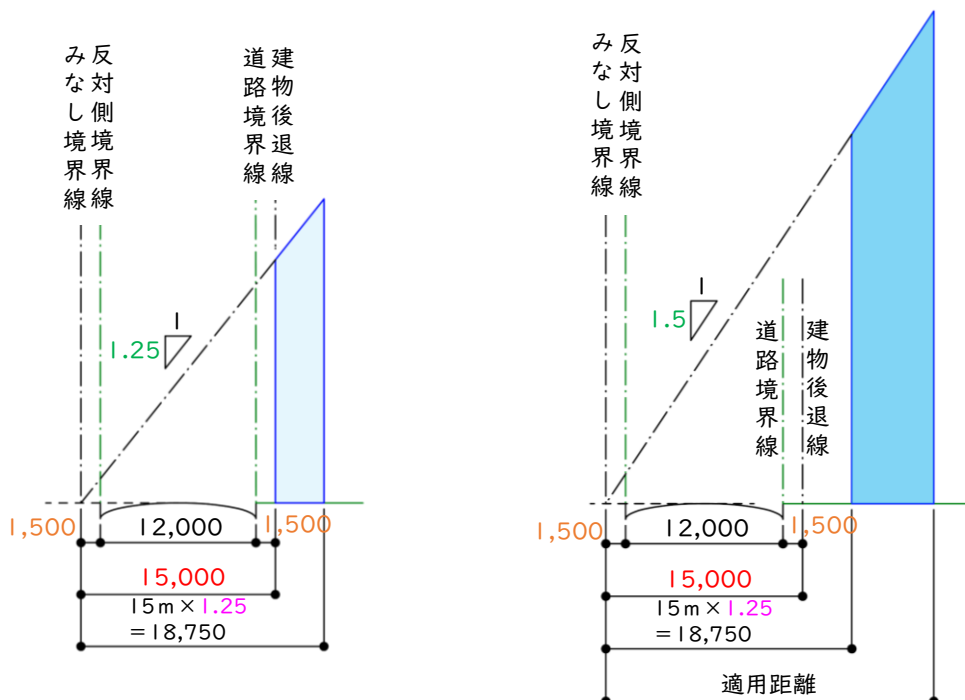 みなし境界線
反対側境界線
道路境界線
建物後退線
1
1.25
1,500
12,000
1,500
15,000
15m×1.25
=18,750
みなし境界線
反対側境界線
1
1.5
道路境界線
建物後退線
1,500
12,000
1,500
15,000
15m×1.25
=18,750
適用距離